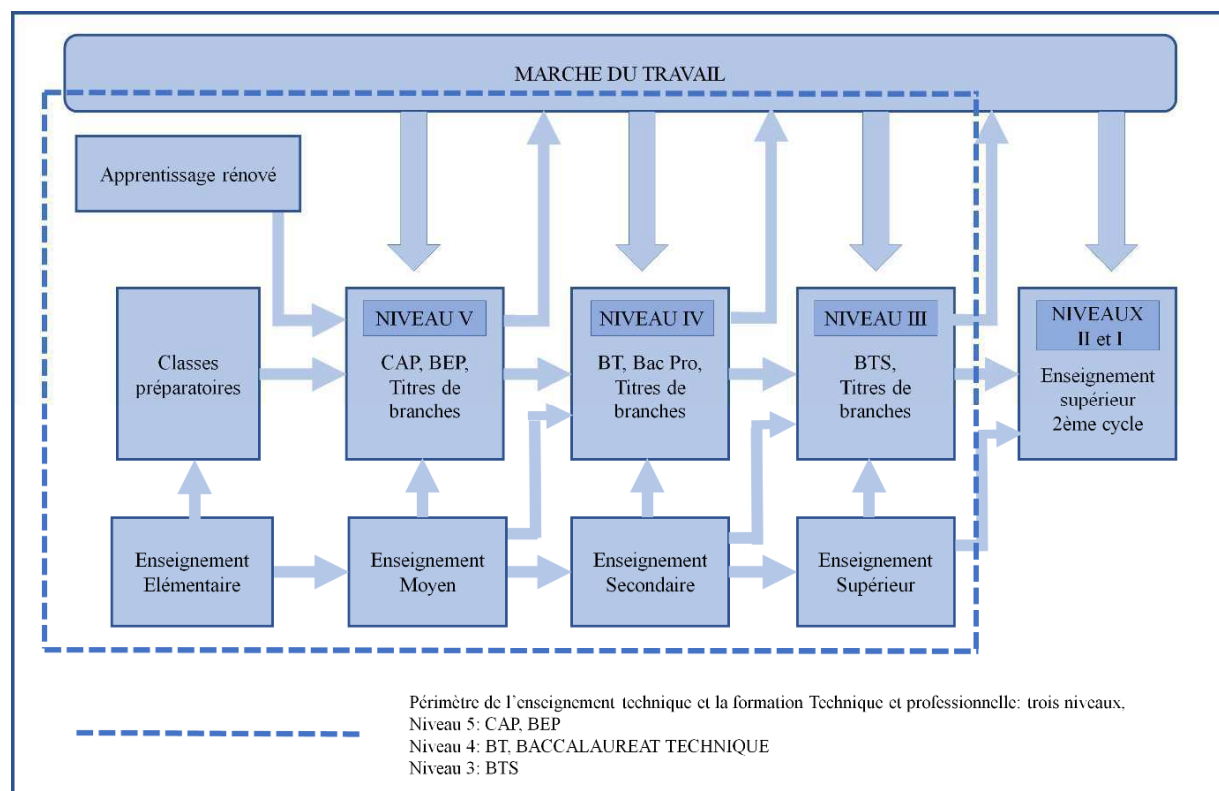 MARCHE DU TRAVAIL
Apprentissage rénové
Classes
préparatoires
NIVEAU V
CAP, BEP,
Titres de
branches
NIVEAU IV
BT, Bac Pro,
Titres de
branches
NIVEAU III
BTS,
Titres de
branches
NIVEAUX
II et I
Enseignement
supérieur
2ème cycle
Enseignement
Elémentaire
Enseignement
Moyen
Enseignement
Secondaire
Enseignement
Supérieur
Périmètre de l'enseignement technique et la formation Technique et professionnelle: trois niveaux,
Niveau 5: CAP, BEP
Niveau 4: BT, BACCALAUREAT TECHNIQUE
Niveau 3: BTS